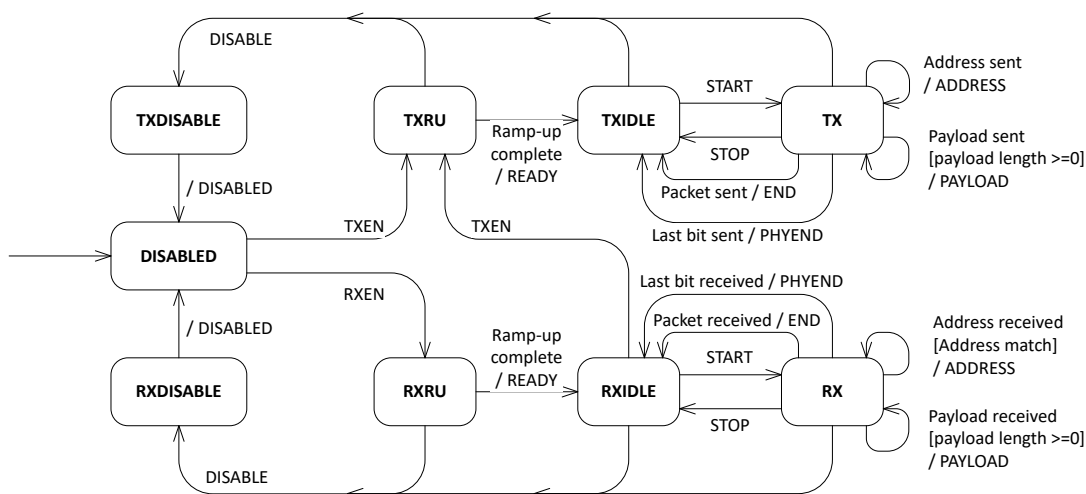 DISABLE
TXDISABLE
TXRU
TXIDLE
TX
START
STOP
Address sent
/ ADDRESS
Payload sent
[payload length >=0]
/ PAYLOAD
Ramp-up
complete
/ READY
Packet sent / END
Last bit sent / PHYEND
/ DISABLED
DISABLED
TXEN
TXEN
RXEN
/ DISABLED
Last bit received / PHYEND
Packet received / END
Ramp-up
complete
/ READY
START
STOP
RXDISABLE
RXRU
RXIDLE
RX
Address received
[Address match]
/ ADDRESS
Payload received
[payload length >=0]
/ PAYLOAD
DISABLE